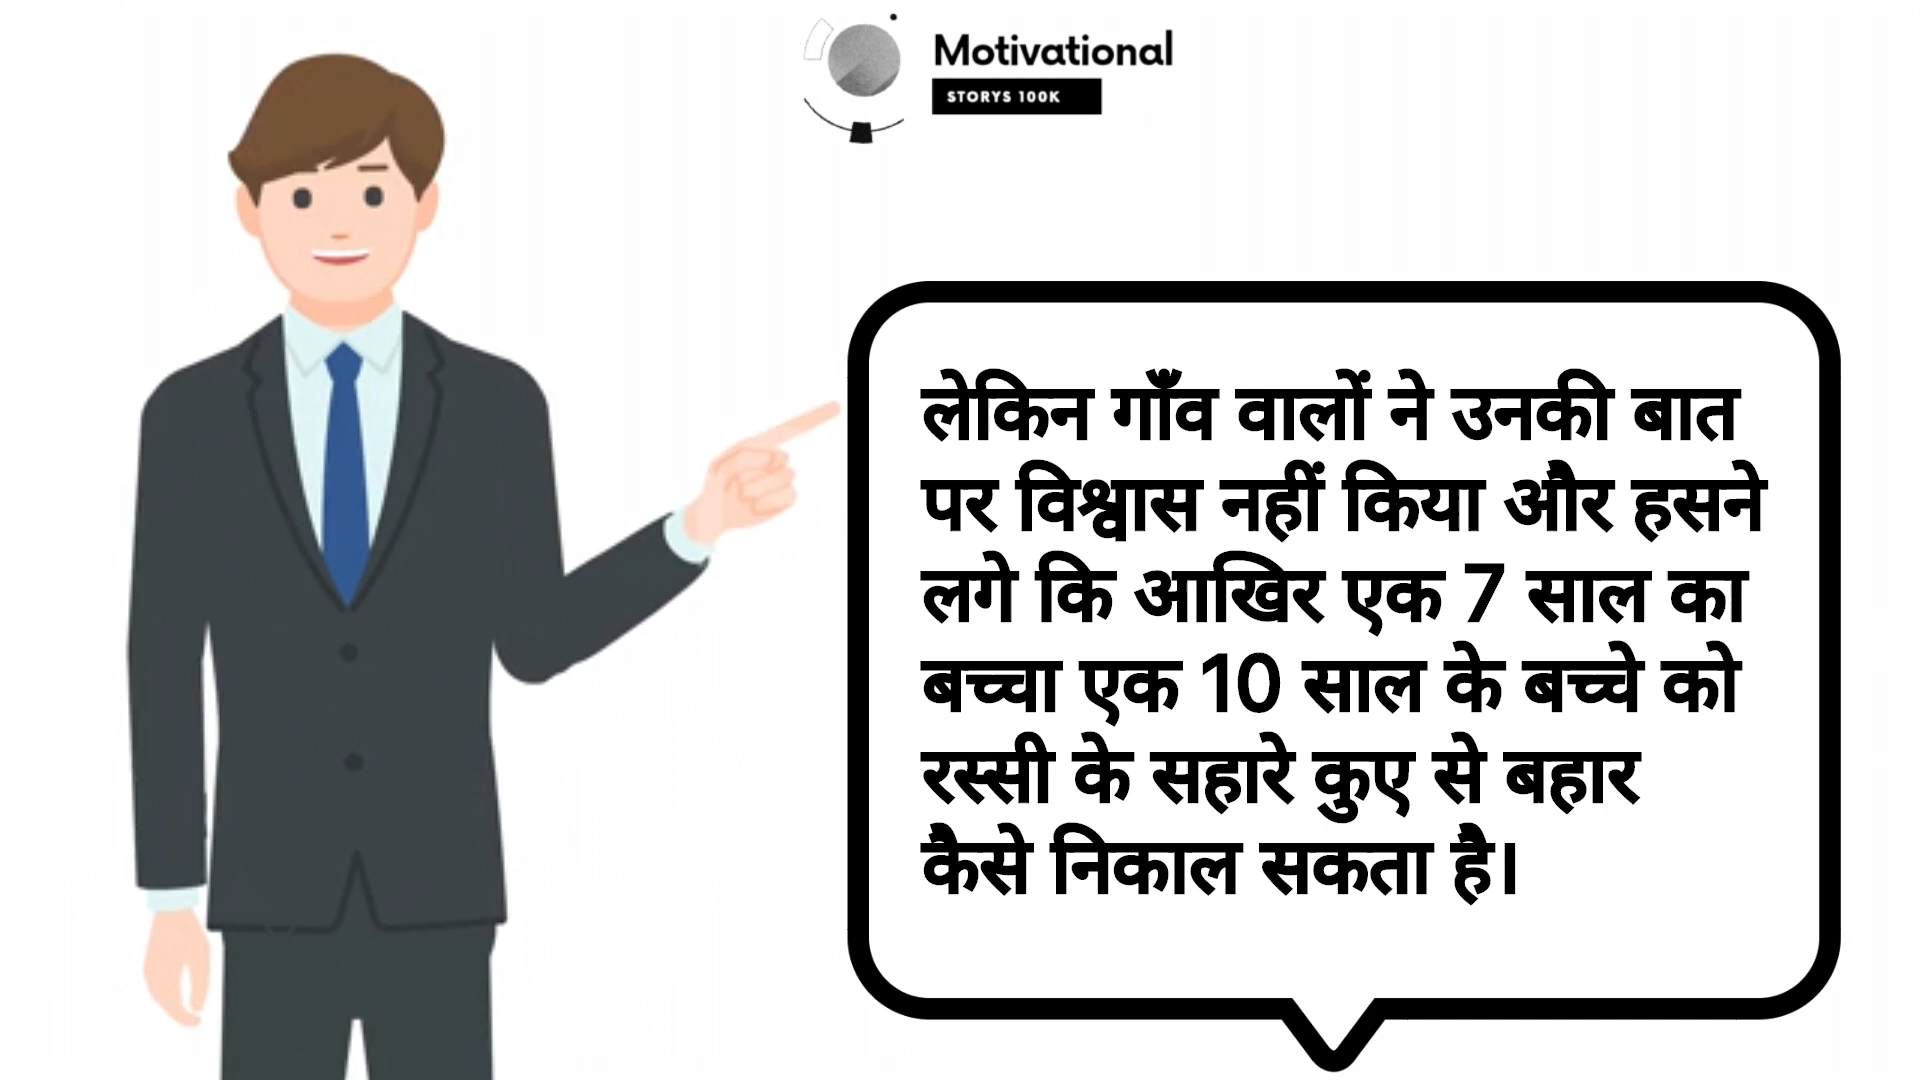 Motivational
STORYS 100K
लेकिन गाँव वालों ने उनकी बात
पर विश्वास नहीं किया और हसने
लगे कि आखिर एक 7 साल का
बच्चा एक 10 साल के बच्चे को
रस्सी के सहारे कुए से बहार
कैसे निकाल सकता है।